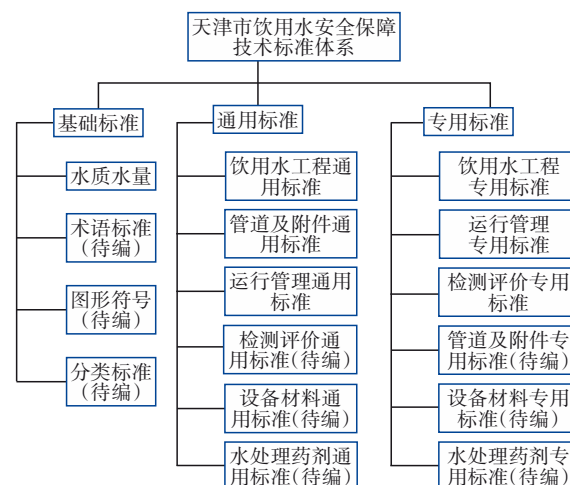 天津市饮用水安全保障
技术标准体系
基础标准
水质水量
术语标准
(待编)
图形符号
(待编)
分类标准
(待编)
通用标准
饮用水工程通
用标准
管道及附件通
用标准
运行管理通用
标准
检测评价通
用标准(待编)
设备材料通
用标准(待编)
水处理药剂通
用标准(待编)
专用标准
饮用水工程
专用标准
运行管理
专用标准
检测评价专用
标准
管道及附件专
用标准(待编)
设备材料专用
标准(待编)
水处理药剂专
用标准(待编)